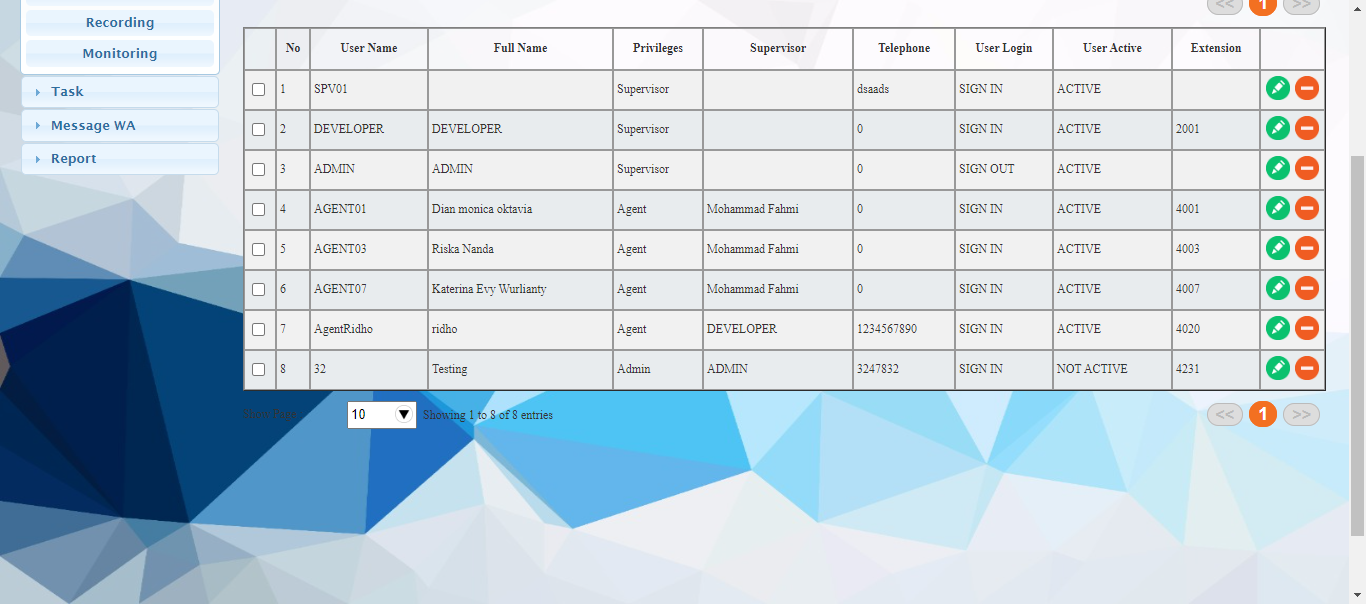 Recording
Monitoring
Task
Message WA
Report
<< 1 >>
No User Name Full Name Privileges Supervisor Telephone User Login User Active Extension
1 SPV01 Supervisor dsaads SIGN IN ACTIVE
2 DEVELOPER DEVELOPER Supervisor 0 SIGN IN ACTIVE 2001
3 ADMIN ADMIN Supervisor 0 SIGN OUT ACTIVE
4 AGENT01 Dian monica oktavia Agent Mohammad Fahmi 0 SIGN IN ACTIVE 4001
5 AGENT03 Riska Nanda Agent Mohammad Fahmi 0 SIGN IN ACTIVE 4003
6 AGENT07 Katerina Evy Wurlianty Agent Mohammad Fahmi 0 SIGN IN ACTIVE 4007
7 AgentRidho ridho Agent DEVELOPER 1234567890 SIGN IN ACTIVE 4020
8 32 Testing Admin ADMIN 3247832 SIGN IN NOT ACTIVE 4231
10 Showing 1 to 8 of 8 entries << 1 >>